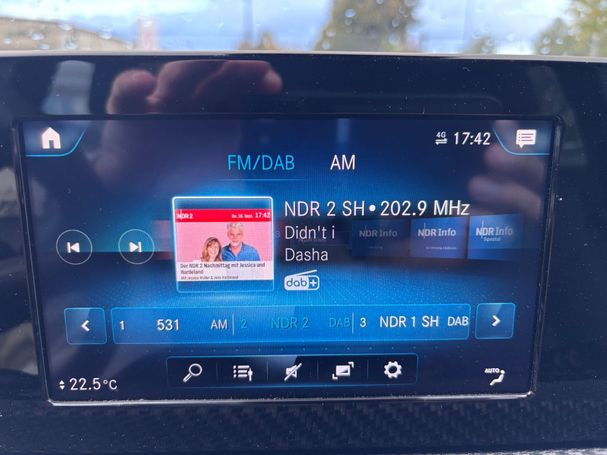 4G 17:42
FM/DAB AM
NDR 2 17:42
NDR 2 SH • 202.9 MHz
Didn't i
Dasha
dab+
NDR Info
NDR Info
NDR Info
Spezial
Der NDR 2 Nachmittag mit Jessica und
1 531 AM 2 NDR 2 DAB 3 NDR 1 SH DAB
22.5°C
AUTO